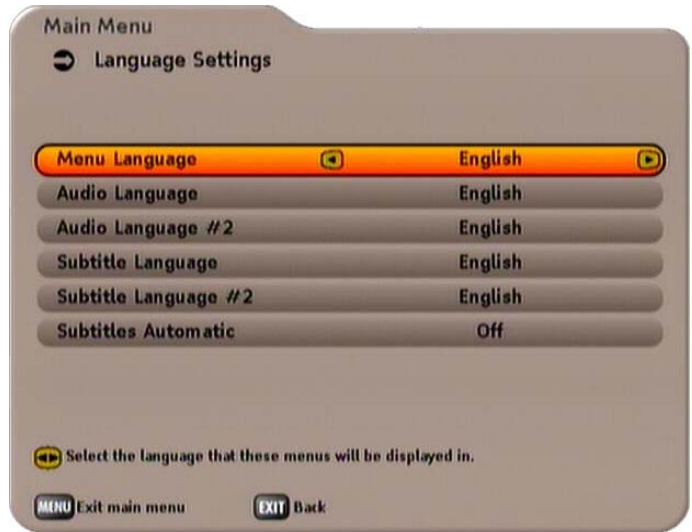 Main Menu
Language Settings
Menu Language English
Audio Language English
Audio Language #2 English
Subtitle Language English
Subtitle Language #2 English
Subtitles Automatic Off
Select the language that these menus will be displayed in.
MENU Exit main menu EXIT Back